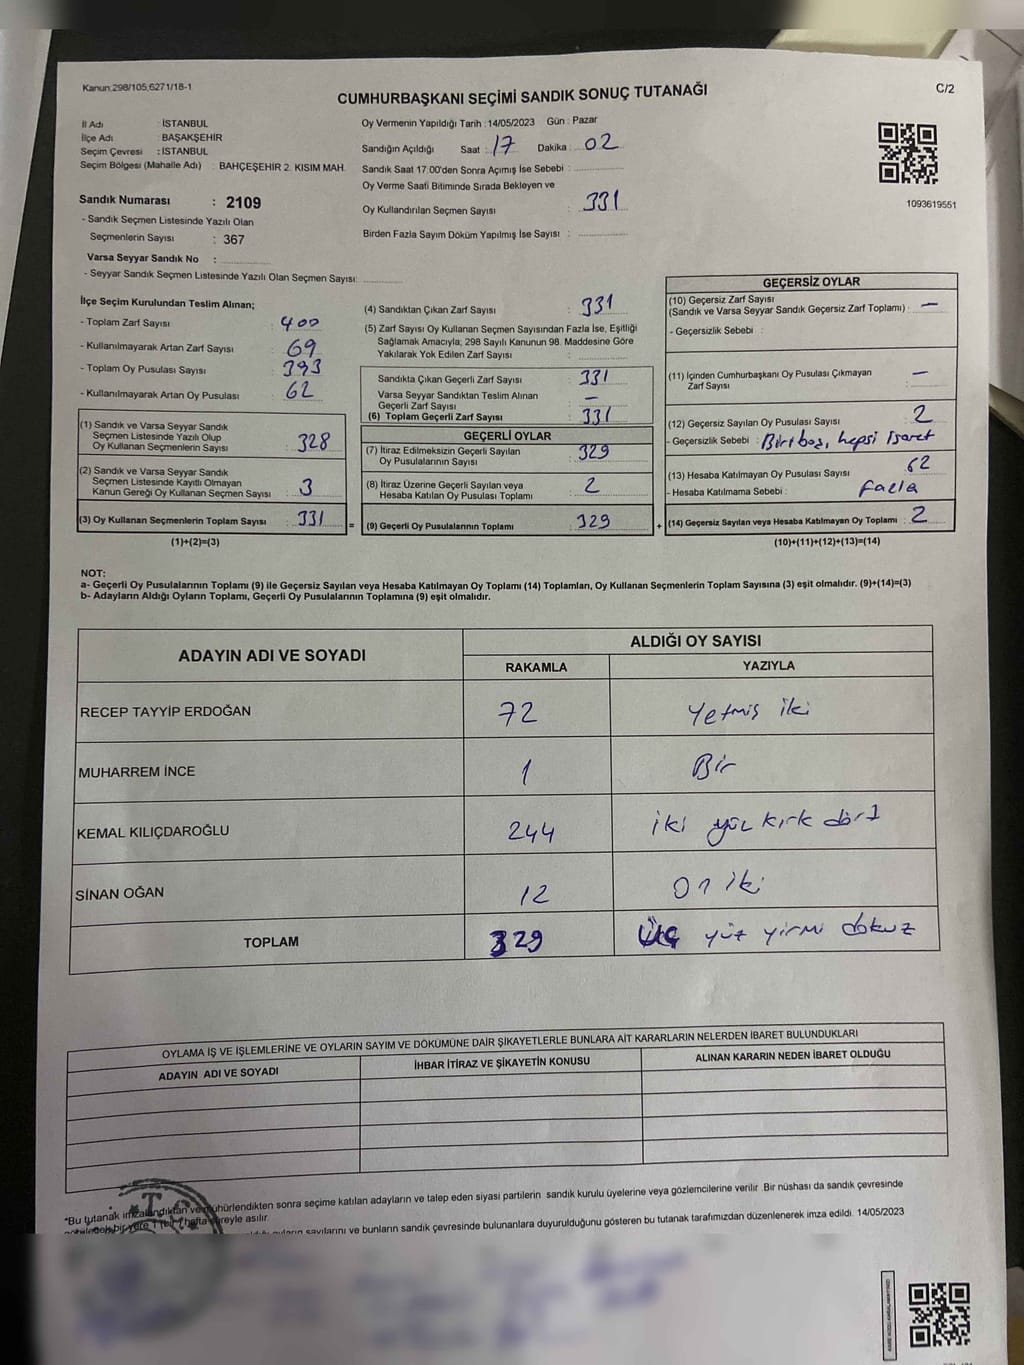 Kanun:298/105;6271/18-1
C/2
CUMHURBAŞKANI SEÇİMİ SANDIK SONUÇ TUTANAĞI
İl Adı : İSTANBUL
İlçe Adı : BAŞAKŞEHİR
Seçim Çevresi : İSTANBUL
Seçim Bölgesi (Mahalle Adı) : BAHÇEŞEHİR 2. KISIM MAH.
Sandık Numarası : 2109
- Sandık Seçmen Listesinde Yazılı Olan
Seçmenlerin Sayısı : 367
Varsa Seyyar Sandık No :
- Seyyar Sandık Seçmen Listesinde Yazılı Olan Seçmen Sayısı:
Oy Vermenin Yapıldığı Tarih : 14/05/2023 Gün : Pazar
Sandığın Açıldığı Saat : 17 Dakika : 02
Sandık Saat 17:00'den Sonra Açımış İse Sebebi :
Oy Verme Saati Bitiminde Sırada Bekleyen ve
Oy Kullandırılan Seçmen Sayısı : 331
Birden Fazla Sayım Döküm Yapılmış İse Sayısı :
1093619551
İlçe Seçim Kurulundan Teslim Alınan;
- Toplam Zarf Sayısı : 400
- Kullanılmayarak Artan Zarf Sayısı : 69
- Toplam Oy Pusulası Sayısı : 393
- Kullanılmayarak Artan Oy Pusulası : 62
(1) Sandık ve Varsa Seyyar Sandık
Seçmen Listesinde Yazılı Olup
Oy Kullanan Seçmenlerin Sayısı : 328
(2) Sandık ve Varsa Seyyar Sandık
Seçmen Listesinde Kayıtlı Olmayan
Kanun Gereği Oy Kullanan Seçmen Sayısı : 3
(3) Oy Kullanan Seçmenlerin Toplam Sayısı : 331 =
(1)+(2)=(3)
(4) Sandıktan Çıkan Zarf Sayısı : 331
(5) Zarf Sayısı Oy Kullanan Seçmen Sayısından Fazla İse, Eşitliği
Sağlamak Amacıyla; 298 Sayılı Kanunun 98. Maddesine Göre
Yakılarak Yok Edilen Zarf Sayısı :
Sandıkta Çıkan Geçerli Zarf Sayısı : 331
Varsa Seyyar Sandıktan Teslim Alınan
Geçerli Zarf Sayısı : —
(6) Toplam Geçerli Zarf Sayısı : 331
GEÇERLİ OYLAR
(7) İtiraz Edilmeksizin Geçerli Sayılan
Oy Pusulalarının Sayısı : 329
(8) İtiraz Üzerine Geçerli Sayılan veya
Hesaba Katılan Oy Pusulası Toplamı : 2
(9) Geçerli Oy Pusulalarının Toplamı : 329 +
GEÇERSİZ OYLAR
(10) Geçersiz Zarf Sayısı
(Sandık ve Varsa Seyyar Sandık Geçersiz Zarf Toplamı) : —
- Geçersizlik Sebebi :
(11) İçinden Cumhurbaşkanı Oy Pusulası Çıkmayan
Zarf Sayısı : —
(12) Geçersiz Sayılan Oy Pusulası Sayısı : 2
- Geçersizlik Sebebi : Biri boş, hepsi işaret
(13) Hesaba Katılmayan Oy Pusulası Sayısı : 62
- Hesaba Katılmama Sebebi : fazla
(14) Geçersiz Sayılan veya Hesaba Katılmayan Oy Toplamı : 2
(10)+(11)+(12)+(13)=(14)
NOT:
a- Geçerli Oy Pusulalarının Toplamı (9) ile Geçersiz Sayılan veya Hesaba Katılmayan Oy Toplamı (14) Toplamları, Oy Kullanan Seçmenlerin Toplam Sayısına (3) eşit olmalıdır. (9)+(14)=(3)
b- Adayların Aldığı Oyların Toplamı, Geçerli Oy Pusulalarının Toplamına (9) eşit olmalıdır.
ADAYIN ADI VE SOYADI
ALDIĞI OY SAYISI
RAKAMLA YAZIYLA
RECEP TAYYİP ERDOĞAN 72 Yetmiş iki
MUHARREM İNCE 1 Bir
KEMAL KILIÇDAROĞLU 244 iki yüz kırk dört
SİNAN OĞAN 12 On iki
TOPLAM 329 Üç yüz yirmi dokuz
OYLAMA İŞ VE İŞLEMLERİNE VE OYLARIN SAYIM VE DÖKÜMÜNE DAİR ŞİKAYETLERLE BUNLARA AİT KARARLARIN NELERDEN İBARET BULUNDUKLARI
ADAYIN ADI VE SOYADI İHBAR İTİRAZ VE ŞİKAYETİN KONUSU ALINAN KARARIN NEDEN İBARET OLDUĞU
T.C.
*Bu tutanak imzalandıktan ve mühürlendikten sonra seçime katılan adayların ve talep eden siyasi partilerin sandık kurulu üyelerine veya gözlemcilerine verilir. Bir nüshası da sandık çevresinde
bir yere 1 (bir) hafta süreyle asılır.
sayılarını ve bunların sandık çevresinde bulunanlara duyurulduğunu gösteren bu tutanak tarafımızdan düzenlenerek imza edildi. 14/05/2023